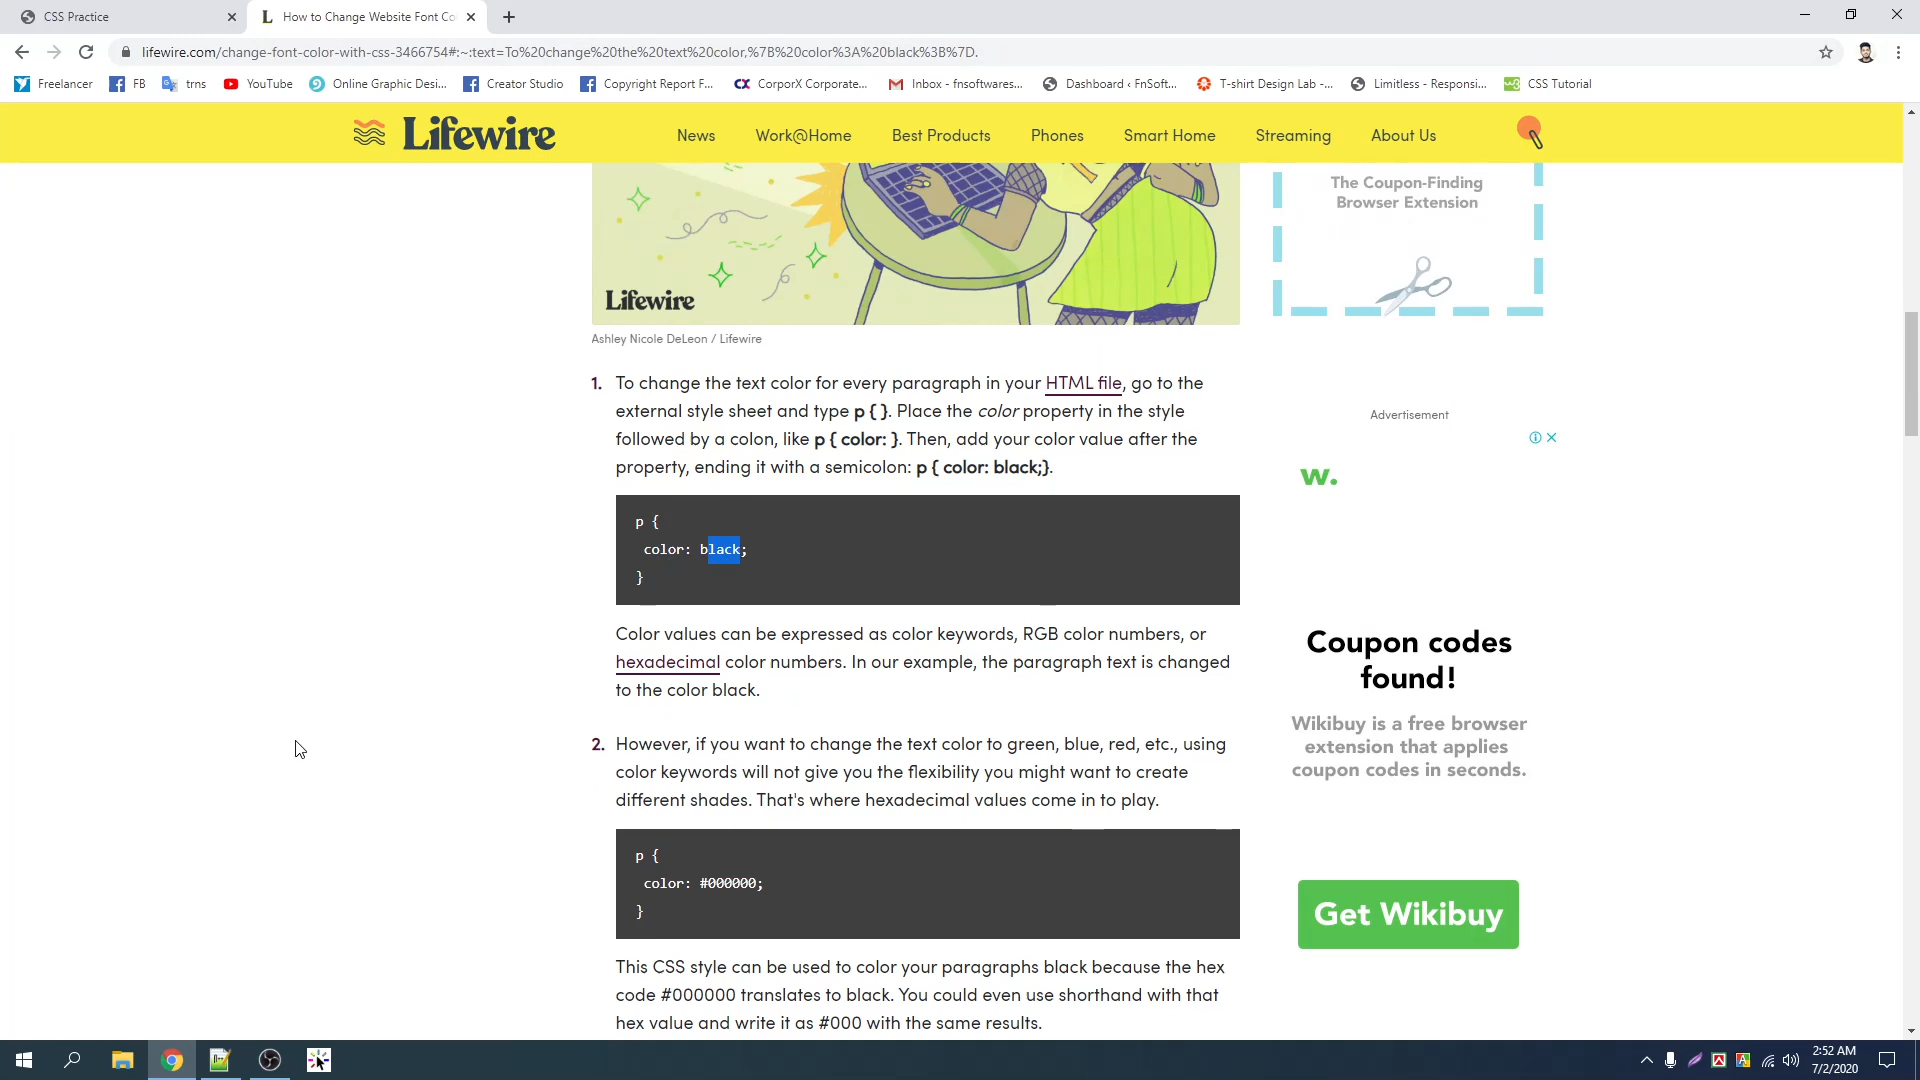 CSS Practice
How to Change Website Font Co
lifewire.com/change-font-color-with-css-3466754#:~:text=To%20change%20the%20text%20color,%7B%20color%3A%20black%3B%7D.
Freelancer FB trns YouTube Online Graphic Desi... Creator Studio Copyright Report F... CX CorporX Corporate... Inbox - fnsoftwares... Dashboard ‹ FnSoft... T-shirt Design Lab -... Limitless - Responsi... CSS Tutorial
Lifewire
News Work@Home Best Products Phones Smart Home Streaming About Us
Lifewire
The Coupon-Finding
Browser Extension
Ashley Nicole DeLeon / Lifewire
1. To change the text color for every paragraph in your HTML file, go to the
external style sheet and type p { }. Place the color property in the style
followed by a colon, like p { color: }. Then, add your color value after the
property, ending it with a semicolon: p { color: black;}.
p {
color: black;
}
Color values can be expressed as color keywords, RGB color numbers, or
hexadecimal color numbers. In our example, the paragraph text is changed
to the color black.
2. However, if you want to change the text color to green, blue, red, etc., using
color keywords will not give you the flexibility you might want to create
different shades. That's where hexadecimal values come in to play.
p {
color: #000000;
}
This CSS style can be used to color your paragraphs black because the hex
code #000000 translates to black. You could even use shorthand with that
hex value and write it as #000 with the same results.
Advertisement
w.
Coupon codes
found!
Wikibuy is a free browser
extension that applies
coupon codes in seconds.
Get Wikibuy
2:52 AM
7/2/2020